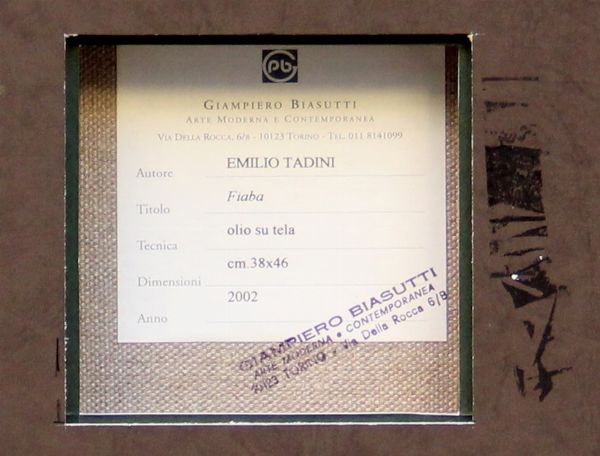 Gpb
GIAMPIERO BIASUTTI
ARTE MODERNA E CONTEMPORANEA
VIA DELLA ROCCA, 6/8 - 10123 TORINO - TEL. 011 8141099
Autore EMILIO TADINI
Titolo Fiaba
Tecnica olio su tela
Dimensioni cm.38x46
Anno 2002
GIAMPIERO BIASUTTI
ARTE MODERNA • CONTEMPORANEA
10123 TORINO - Via Della Rocca 6/B